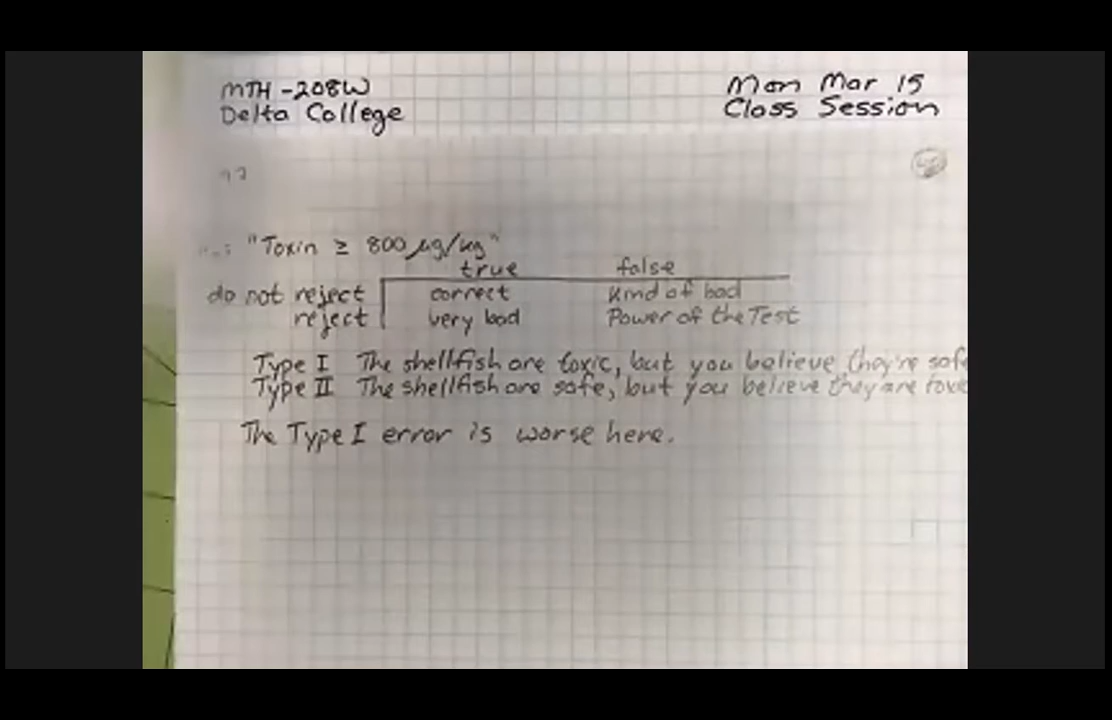 MTH-208W
Delta College
Mon Mar 15
Class Session
"Toxin ≥ 800 µg/kg"
true false
do not reject correct kind of bad
reject very bad Power of the Test
Type I The shellfish are toxic, but you believe they're safe
Type II The shellfish are safe, but you believe they are toxic
The Type I error is worse here.